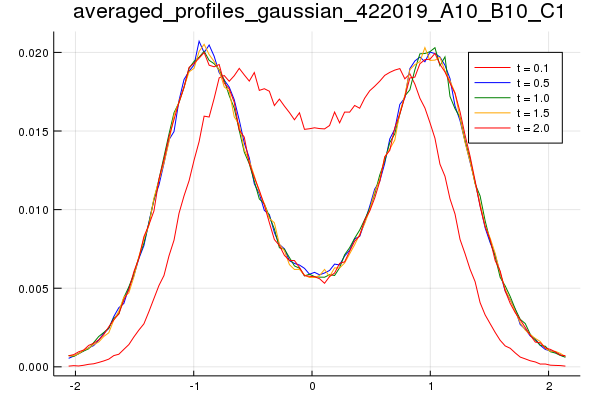 averaged_profiles_gaussian_422019_A10_B10_C1
0.020
0.015
0.010
0.005
0.000
-2
-1
0
1
2
t = 0.1
t = 0.5
t = 1.0
t = 1.5
t = 2.0